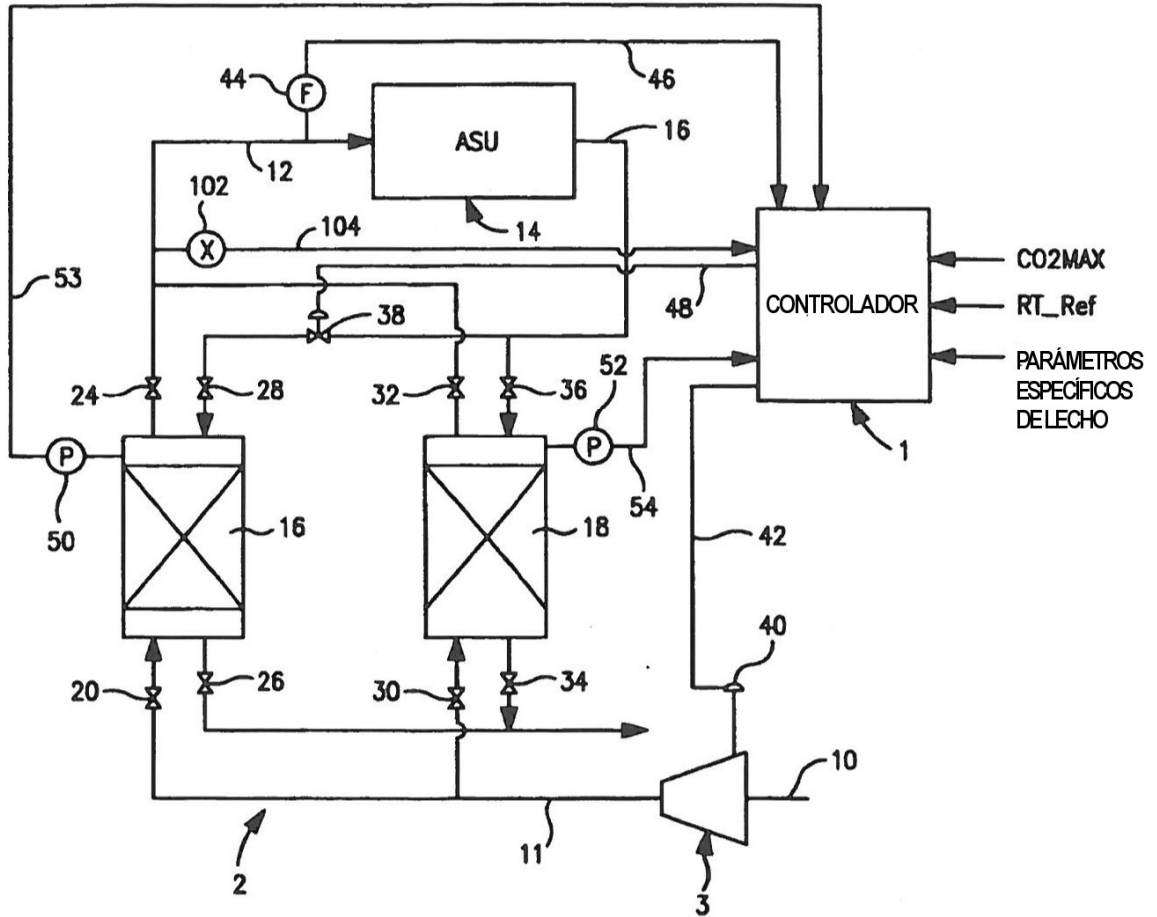 44
F
46
ASU
16
12
102
X
104
14
53
48
CONTROLADOR
CO2MAX
RT_Ref
PARÁMETROS
ESPECÍFICOS
DE LECHO
38
24
28
32
36
52
P
P
50
54
1
16
18
42
20
26
30
34
40
10
2
11
3